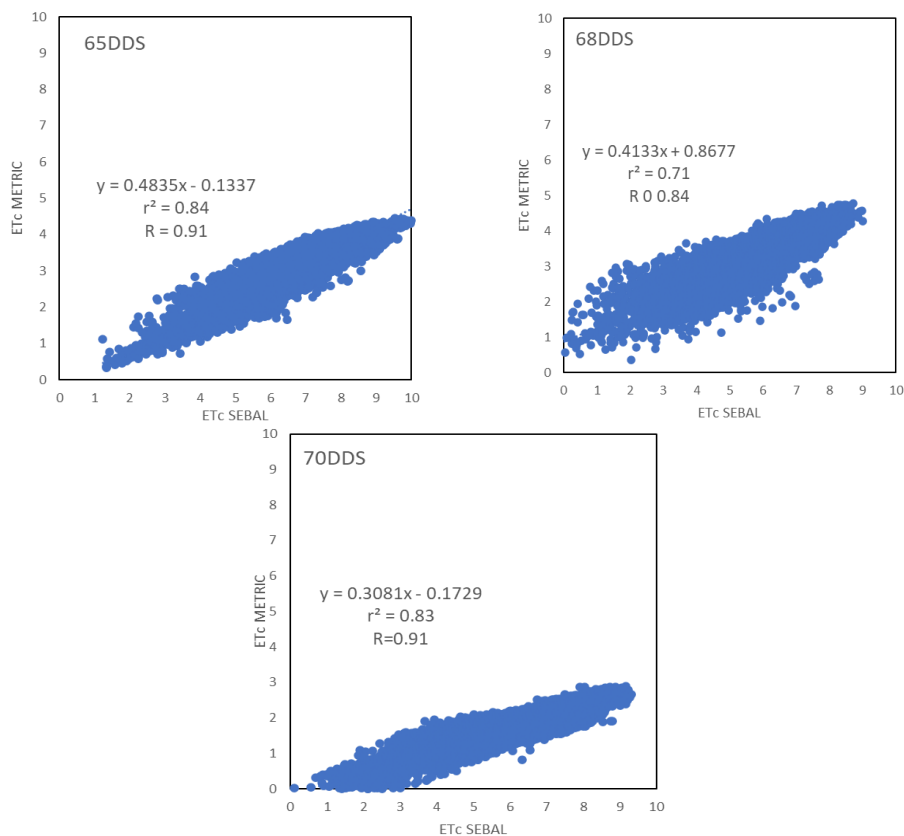 65DDS
y = 0.4835x - 0.1337
r² = 0.84
R = 0.91
ETc METRIC
10
9
8
7
6
5
4
3
2
1
0
0 1 2 3 4 5 6 7 8 9 10
ETc SEBAL
68DDS
y = 0.4133x + 0.8677
r² = 0.71
R 0 0.84
ETc METRIC
10
9
8
7
6
5
4
3
2
1
0
0 1 2 3 4 5 6 7 8 9 10
ETc SEBAL
70DDS
y = 0.3081x - 0.1729
r² = 0.83
R=0.91
ETc METRIC
10
9
8
7
6
5
4
3
2
1
0
0 1 2 3 4 5 6 7 8 9 10
ETc SEBAL